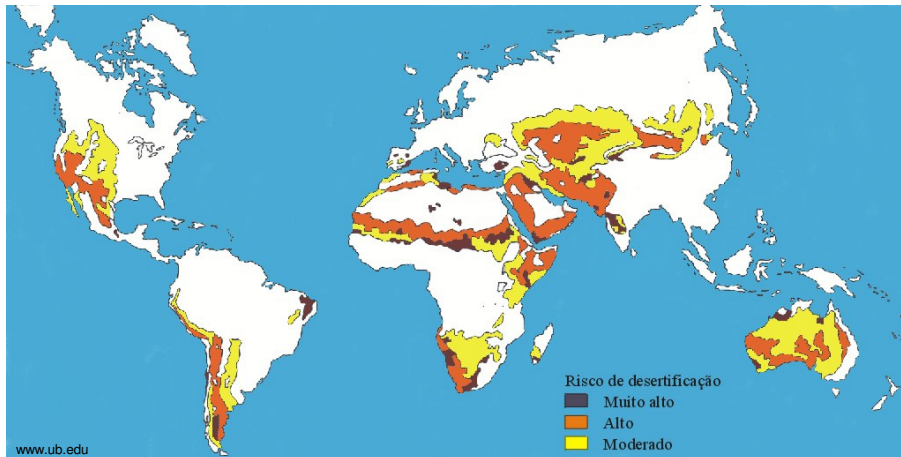 Risco de desertificação
Muito alto
Alto
Moderado
www.ub.edu